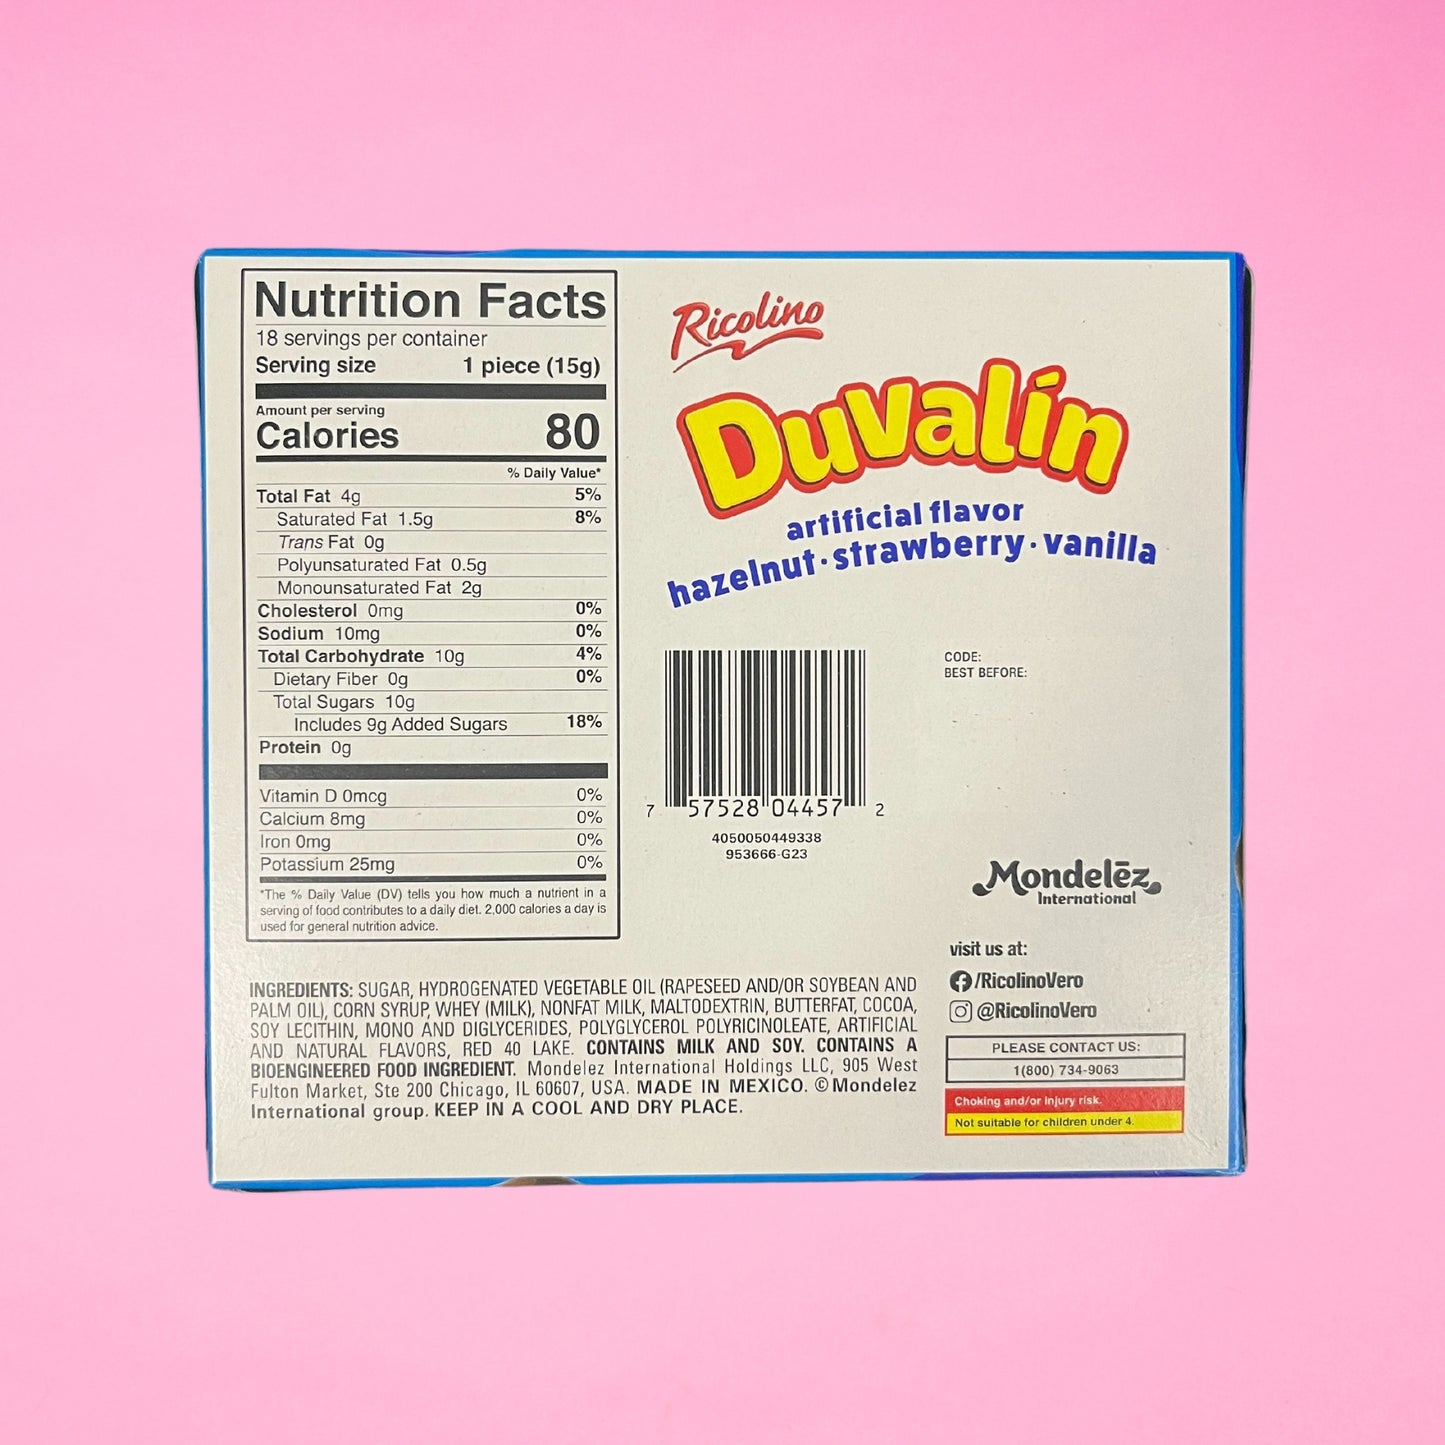 Nutrition Facts
18 servings per container
Serving size 1 piece (15g)
Amount per serving
Calories 80
% Daily Value*
Total Fat 4g 5%
Saturated Fat 1.5g 8%
Trans Fat 0g
Polyunsaturated Fat 0.5g
Monounsaturated Fat 2g
Cholesterol 0mg 0%
Sodium 10mg 0%
Total Carbohydrate 10g 4%
Dietary Fiber 0g 0%
Total Sugars 10g
Includes 9g Added Sugars 18%
Protein 0g
Vitamin D 0mcg 0%
Calcium 8mg 0%
Iron 0mg 0%
Potassium 25mg 0%
*The % Daily Value (DV) tells you how much a nutrient in a
serving of food contributes to a daily diet. 2,000 calories a day is
used for general nutrition advice.
Ricolino
Duvalín
artificial flavor
hazelnut·strawberry·vanilla
7 57528 04457 2
4050050449338
953666-G23
CODE:
BEST BEFORE:
Mondelēz
International
visit us at:
/RicolinoVero
@RicolinoVero
PLEASE CONTACT US:
1(800) 734-9063
Choking and/or injury risk.
Not suitable for children under 4.
INGREDIENTS: SUGAR, HYDROGENATED VEGETABLE OIL (RAPESEED AND/OR SOYBEAN AND
PALM OIL), CORN SYRUP, WHEY (MILK), NONFAT MILK, MALTODEXTRIN, BUTTERFAT, COCOA,
SOY LECITHIN, MONO AND DIGLYCERIDES, POLYGLYCEROL POLYRICINOLEATE, ARTIFICIAL
AND NATURAL FLAVORS, RED 40 LAKE. CONTAINS MILK AND SOY. CONTAINS A
BIOENGINEERED FOOD INGREDIENT. Mondelez International Holdings LLC, 905 West
Fulton Market, Ste 200 Chicago, IL 60607, USA. MADE IN MEXICO. ©Mondelez
International group. KEEP IN A COOL AND DRY PLACE.